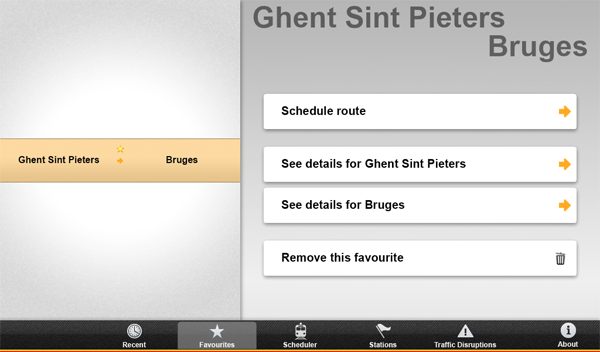 Ghent Sint Pieters
Bruges
Ghent Sint Pieters Bruges
Schedule route
See details for Ghent Sint Pieters
See details for Bruges
Remove this favourite
Recent Favourites Scheduler Stations Traffic Disruptions About